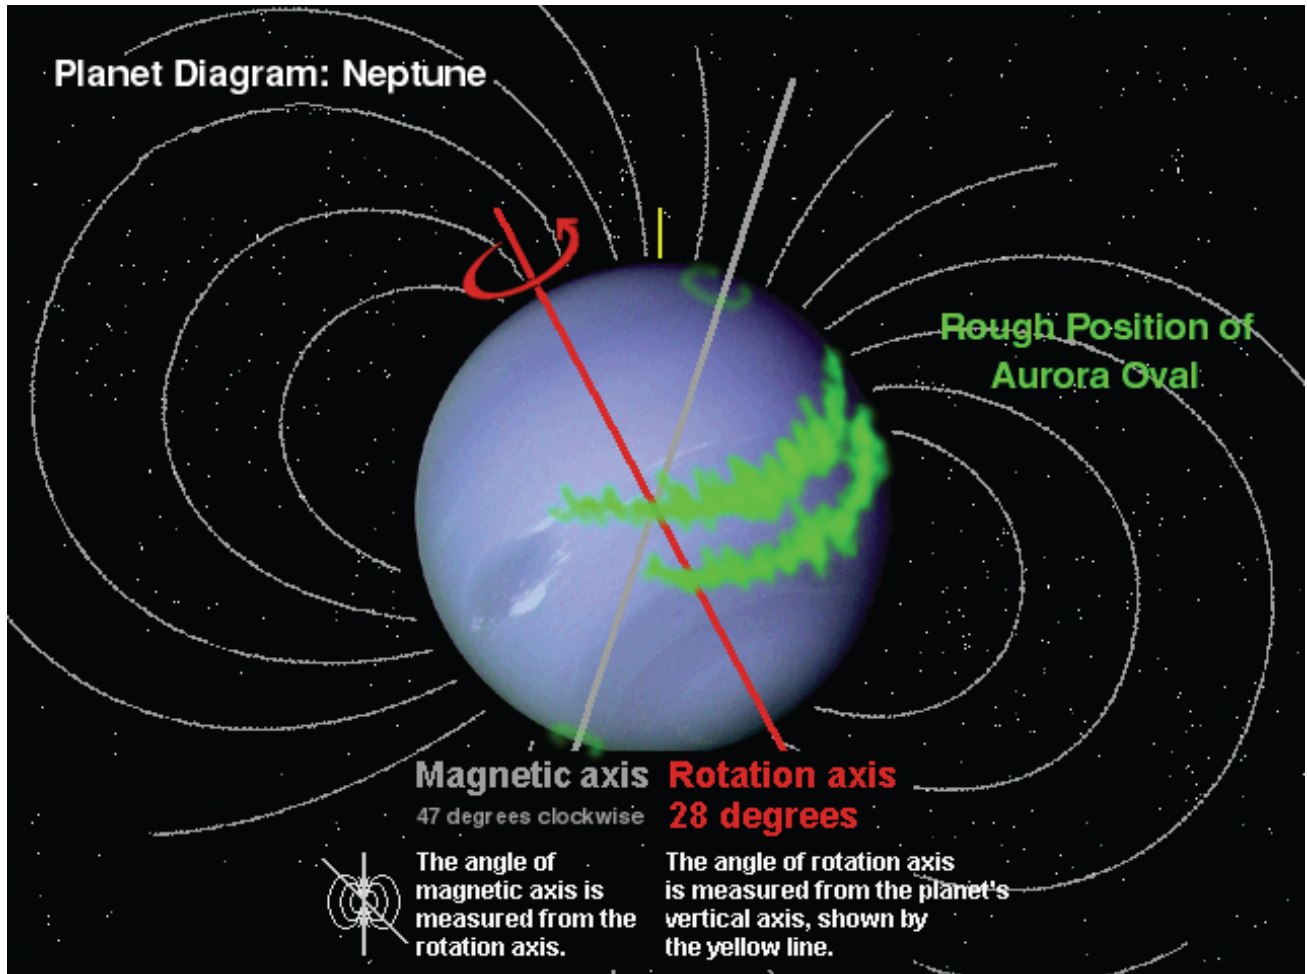 Planet Diagram: Neptune
Rough Position of
Aurora Oval
Magnetic axis
47 degrees clockwise
Rotation axis
28 degrees
The angle of
magnetic axis is
measured from the
rotation axis.
The angle of rotation axis
is measured from the planet's
vertical axis, shown by
the yellow line.